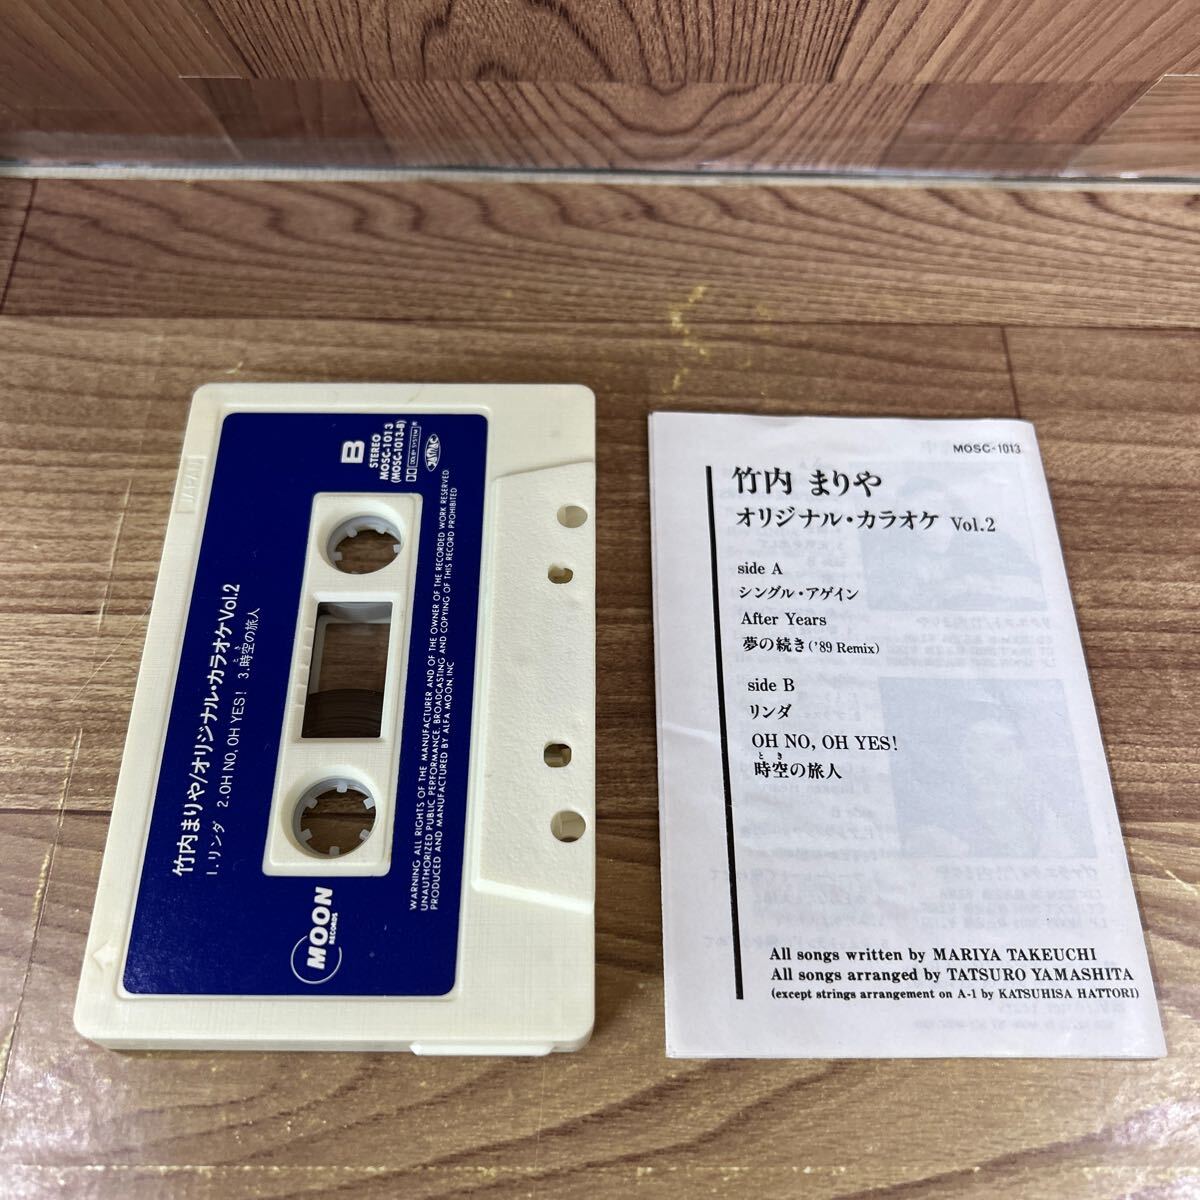 竹内まりや/オリジナル・カラオケVol.2
1.リンダ 2.OH NO, OH YES! 3.時空の旅人
とき
B
STEREO
MOSC-1013
(MOSC-1013-B)
DOLBY SYSTEM
JASRAC
WARNING ALL RIGHTS OF THE MANUFACTURER AND OF THE OWNER OF THE RECORDED WORK RESERVED
UNAUTHORIZED PUBLIC PERFORMANCE, BROADCASTING AND COPYING OF THIS RECORD PROHIBITED
PRODUCED AND MANUFACTURED BY ALFA MOON, INC
MOON
RECORDS
JAPAN
MOSC-1013
竹内 まりや
オリジナル・カラオケ Vol.2
side A
シングル・アゲイン
After Years
夢の続き('89 Remix)
side B
リンダ
OH NO, OH YES!
とき
時空の旅人
All songs written by MARIYA TAKEUCHI
All songs arranged by TATSURO YAMASHITA
(except strings arrangement on A-1 by KATSUHISA HATTORI)